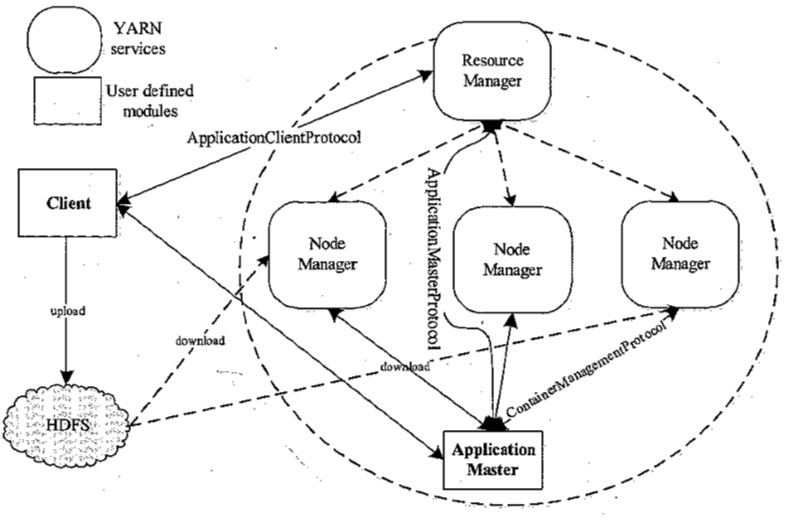 YARN
services
User defined
modules
Resource
Manager
ApplicationClientProtocol
Client
ApplicationMasterProtocol
Node
Manager
Node
Manager
Node
Manager
upload
download
download
ContainerManagementProtocol
HDFS
Application
Master